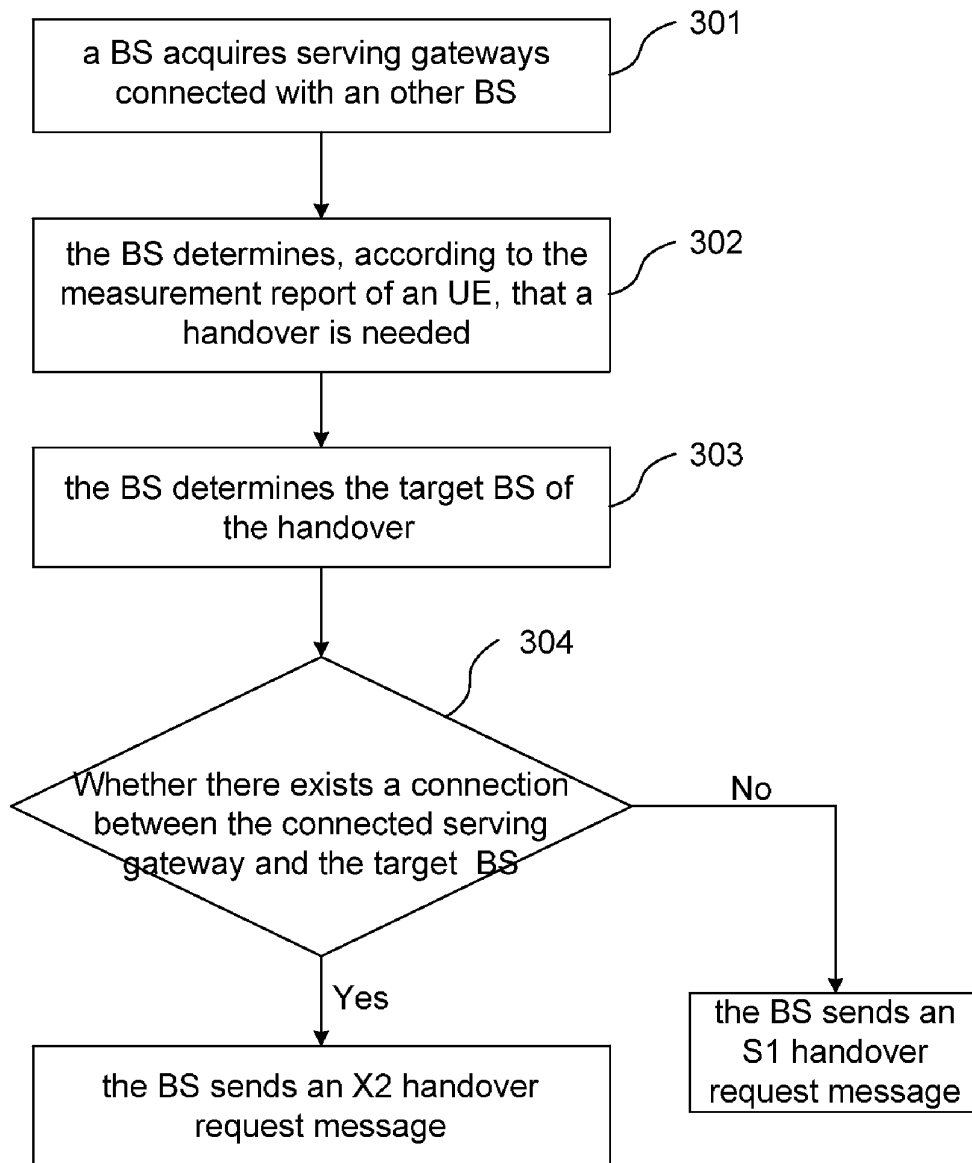 a BS acquires serving gateways
connected with an other BS
301
the BS determines, according to the
measurement report of an UE, that a
handover is needed
302
the BS determines the target BS of
the handover
303
304
Whether there exists a connection
between the connected serving
gateway and the target BS
No
Yes
the BS sends an
S1 handover
request message
the BS sends an X2 handover
request message